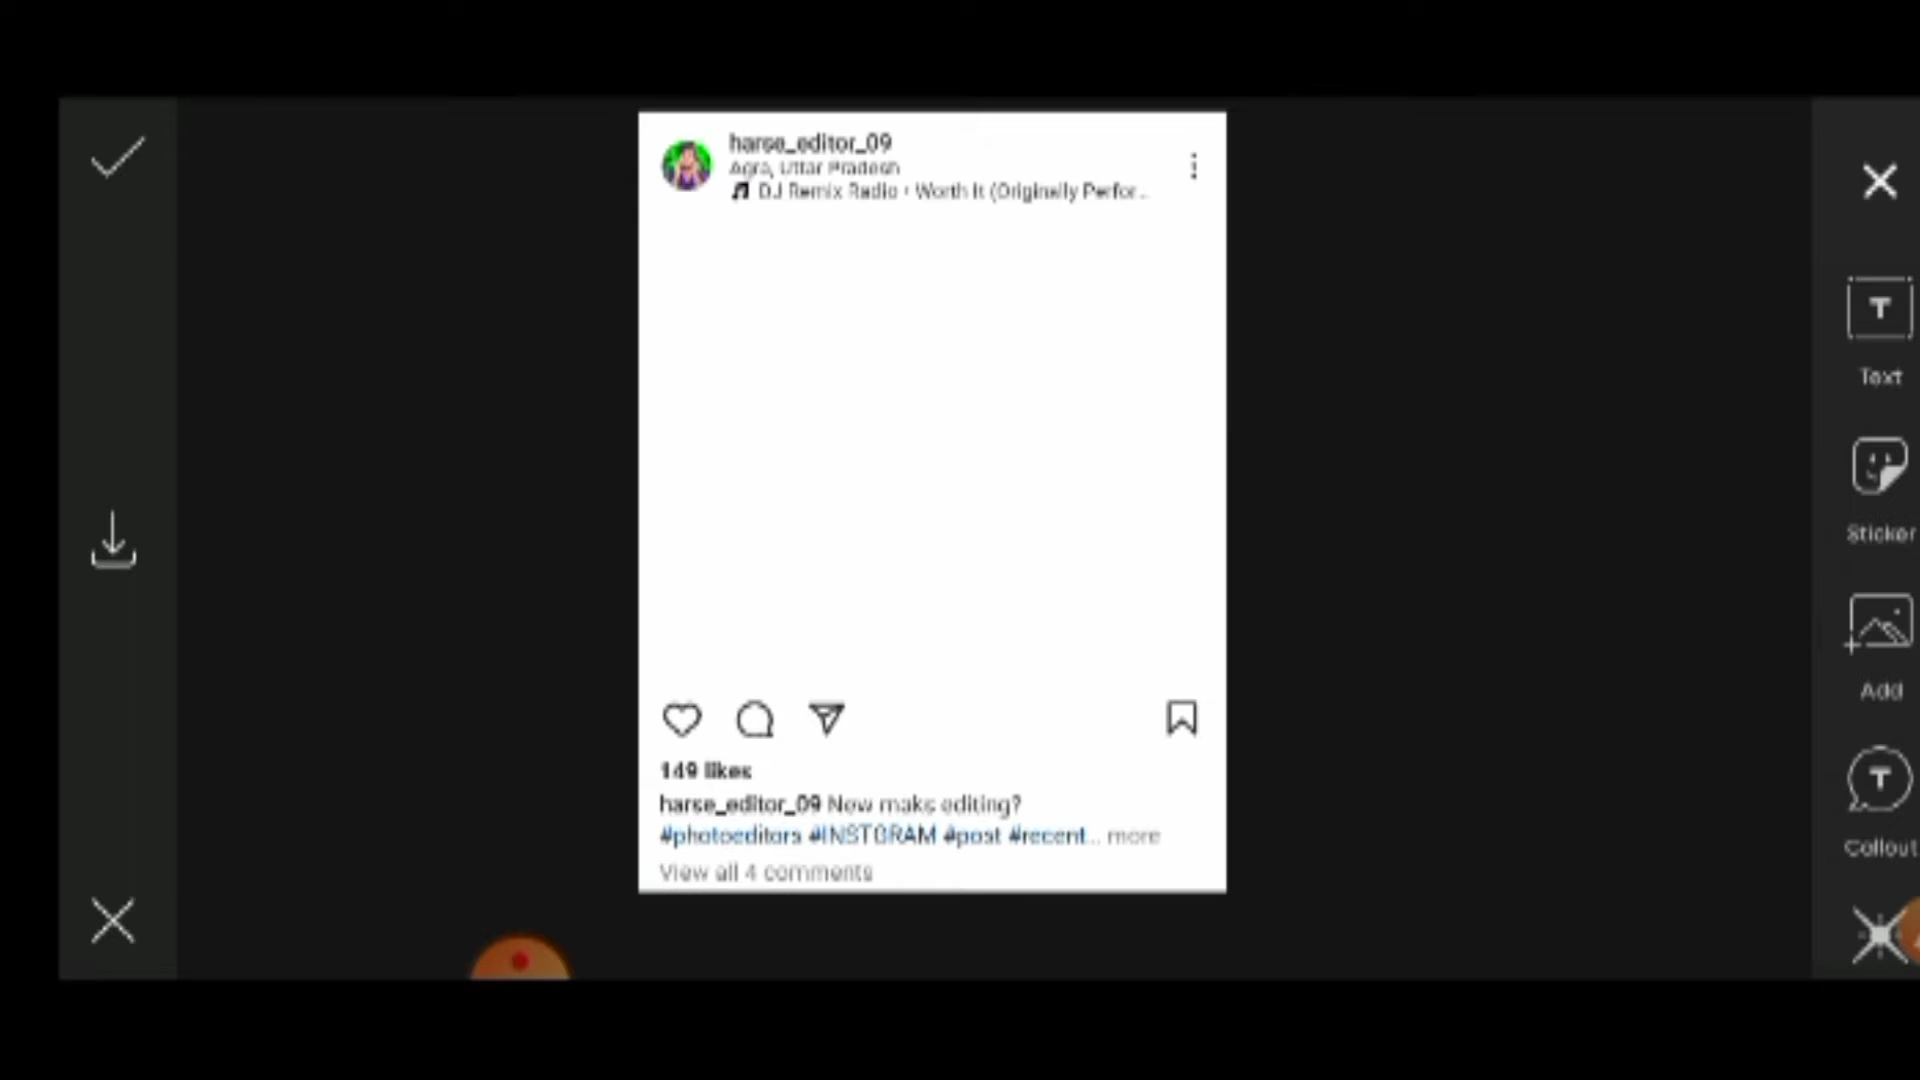 harse_editor_09
Agra, Uttar Pradesh
DJ Remix Radio • Worth It (Originally Perfor...
149 likes
harse_editor_09 New maks editing?
#photoeditors #INSTGRAM #post #recent... more
View all 4 comments
T
Text
Sticker
Add
T
Callout